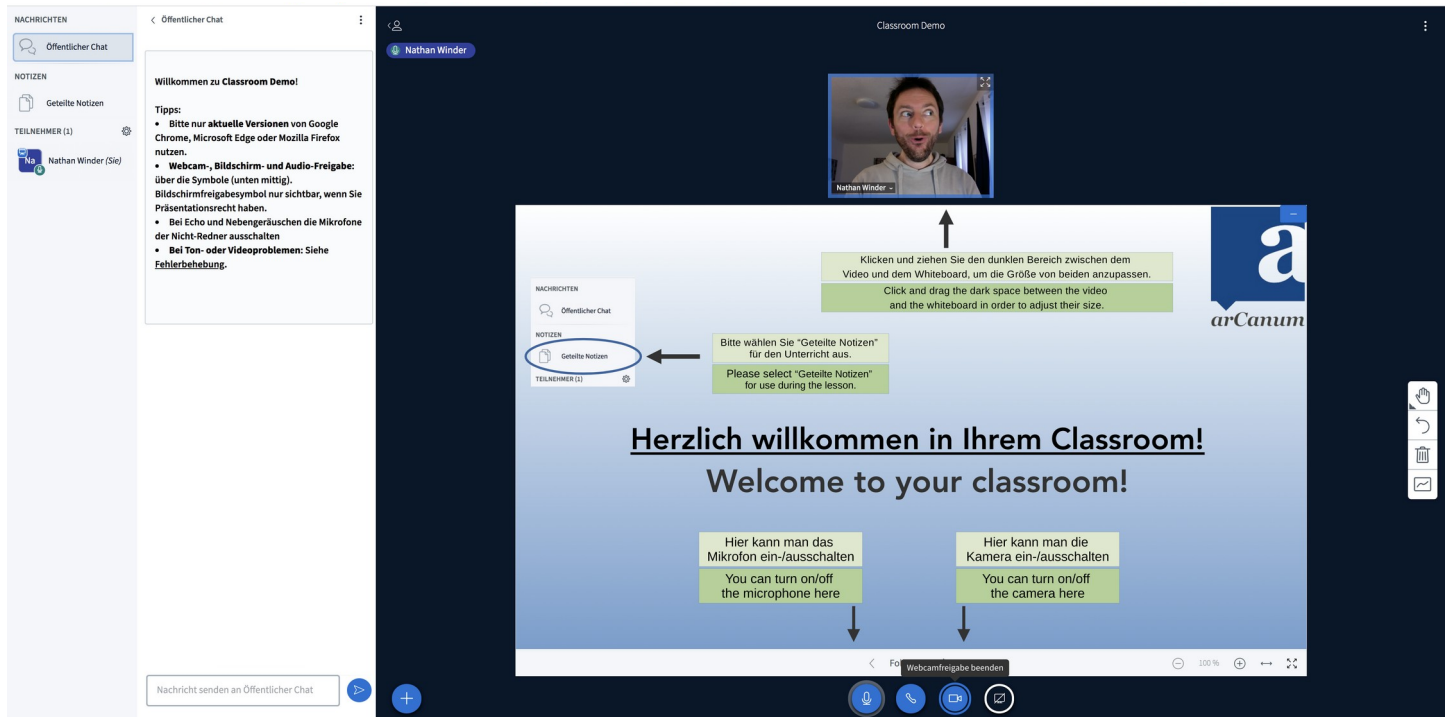 NACHRICHTEN
Öffentlicher Chat
NOTIZEN
Geteilte Notizen
TEILNEHMER (1)
Na
Nathan Winder (Sie)
Öffentlicher Chat
Willkommen zu Classroom Demo!
Tipps:
• Bitte nur aktuelle Versionen von Google
Chrome, Microsoft Edge oder Mozilla Firefox
nutzen.
• Webcam-, Bildschirm- und Audio-Freigabe:
über die Symbole (unten mittig).
Bildschirmfreigabesymbol nur sichtbar, wenn Sie
Präsentationsrecht haben.
• Bei Echo und Nebengeräuschen die Mikrofone
der Nicht-Redner ausschalten
• Bei Ton- oder Videoproblemen: Siehe
Fehlerbehebung.
Nachricht senden an Öffentlicher Chat
Classroom Demo
Nathan Winder
Nathan Winder
Klicken und ziehen Sie den dunklen Bereich zwischen dem
Video und dem Whiteboard, um die Größe von beiden anzupassen.
Click and drag the dark space between the video
and the whiteboard in order to adjust their size.
a
arCanum
NACHRICHTEN
Öffentlicher Chat
NOTIZEN
Geteilte Notizen
TEILNEHMER (1)
Bitte wählen Sie “Geteilte Notizen”
für den Unterricht aus.
Please select “Geteilte Notizen”
for use during the lesson.
Herzlich willkommen in Ihrem Classroom!
Welcome to your classroom!
Hier kann man das
Mikrofon ein-/ausschalten
You can turn on/off
the microphone here
Hier kann man die
Kamera ein-/ausschalten
You can turn on/off
the camera here
Webcamfreigabe beenden
100 %